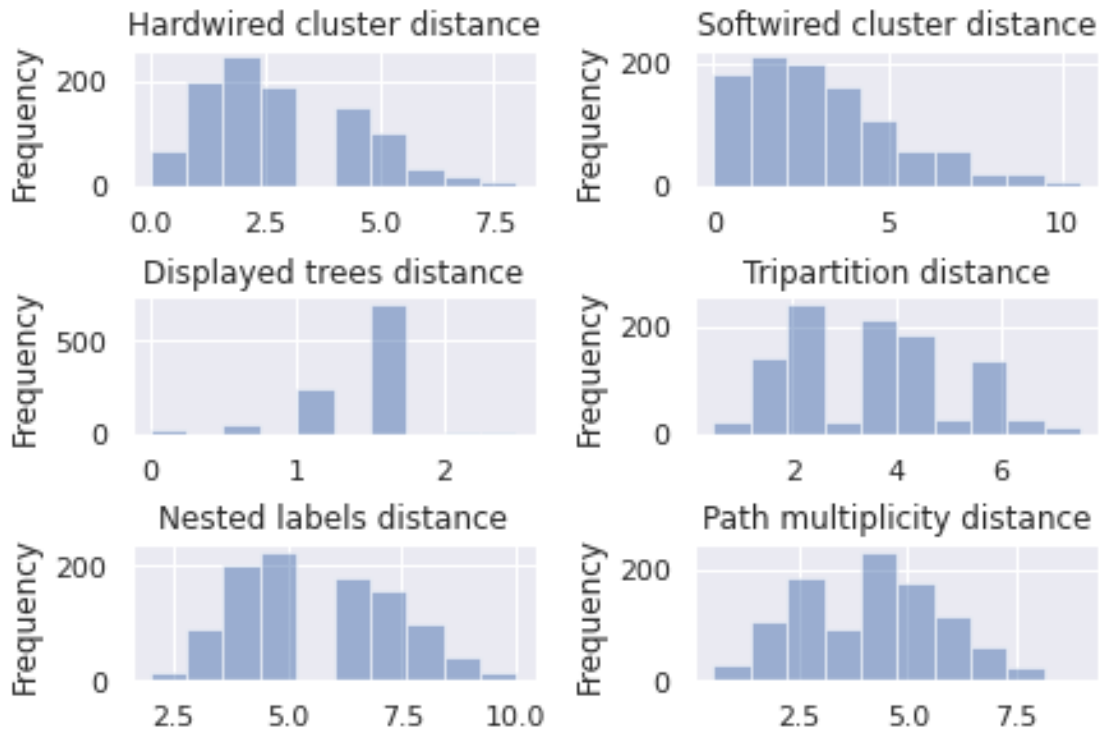 Hardwired cluster distance
Frequency
200
0
0.0 2.5 5.0 7.5
Softwired cluster distance
Frequency
200
0
0 5 10
Displayed trees distance
Frequency
500
0
0 1 2
Tripartition distance
Frequency
200
0
2 4 6
Nested labels distance
Frequency
200
0
2.5 5.0 7.5 10.0
Path multiplicity distance
Frequency
200
0
2.5 5.0 7.5